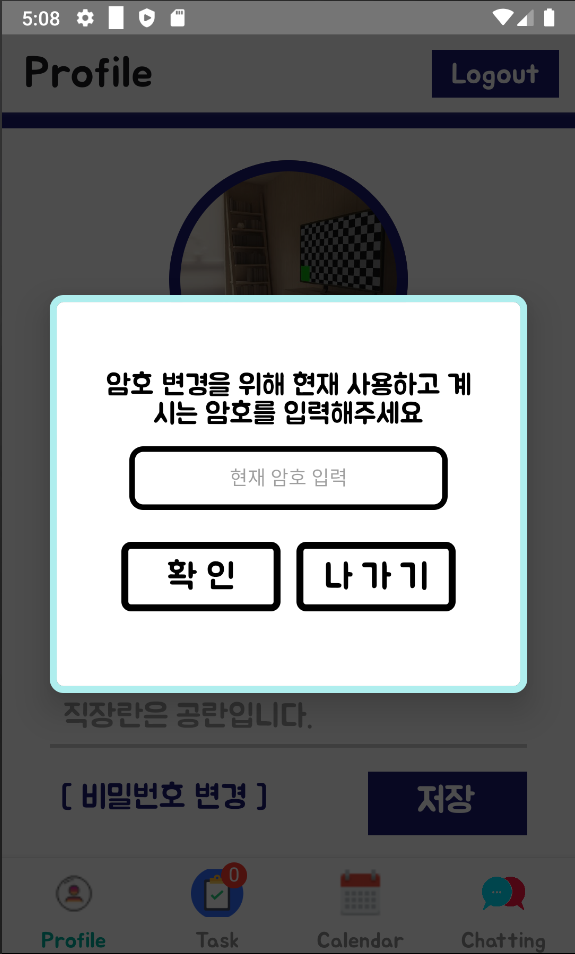 5:08
Profile
Logout
암호 변경을 위해 현재 사용하고 계
시는 암호를 입력해주세요
현재 암호 입력
확 인
나 가 기
직장란은 공란입니다.
[ 비밀번호 변경 ]
저장
0
Profile
Task
Calendar
Chatting